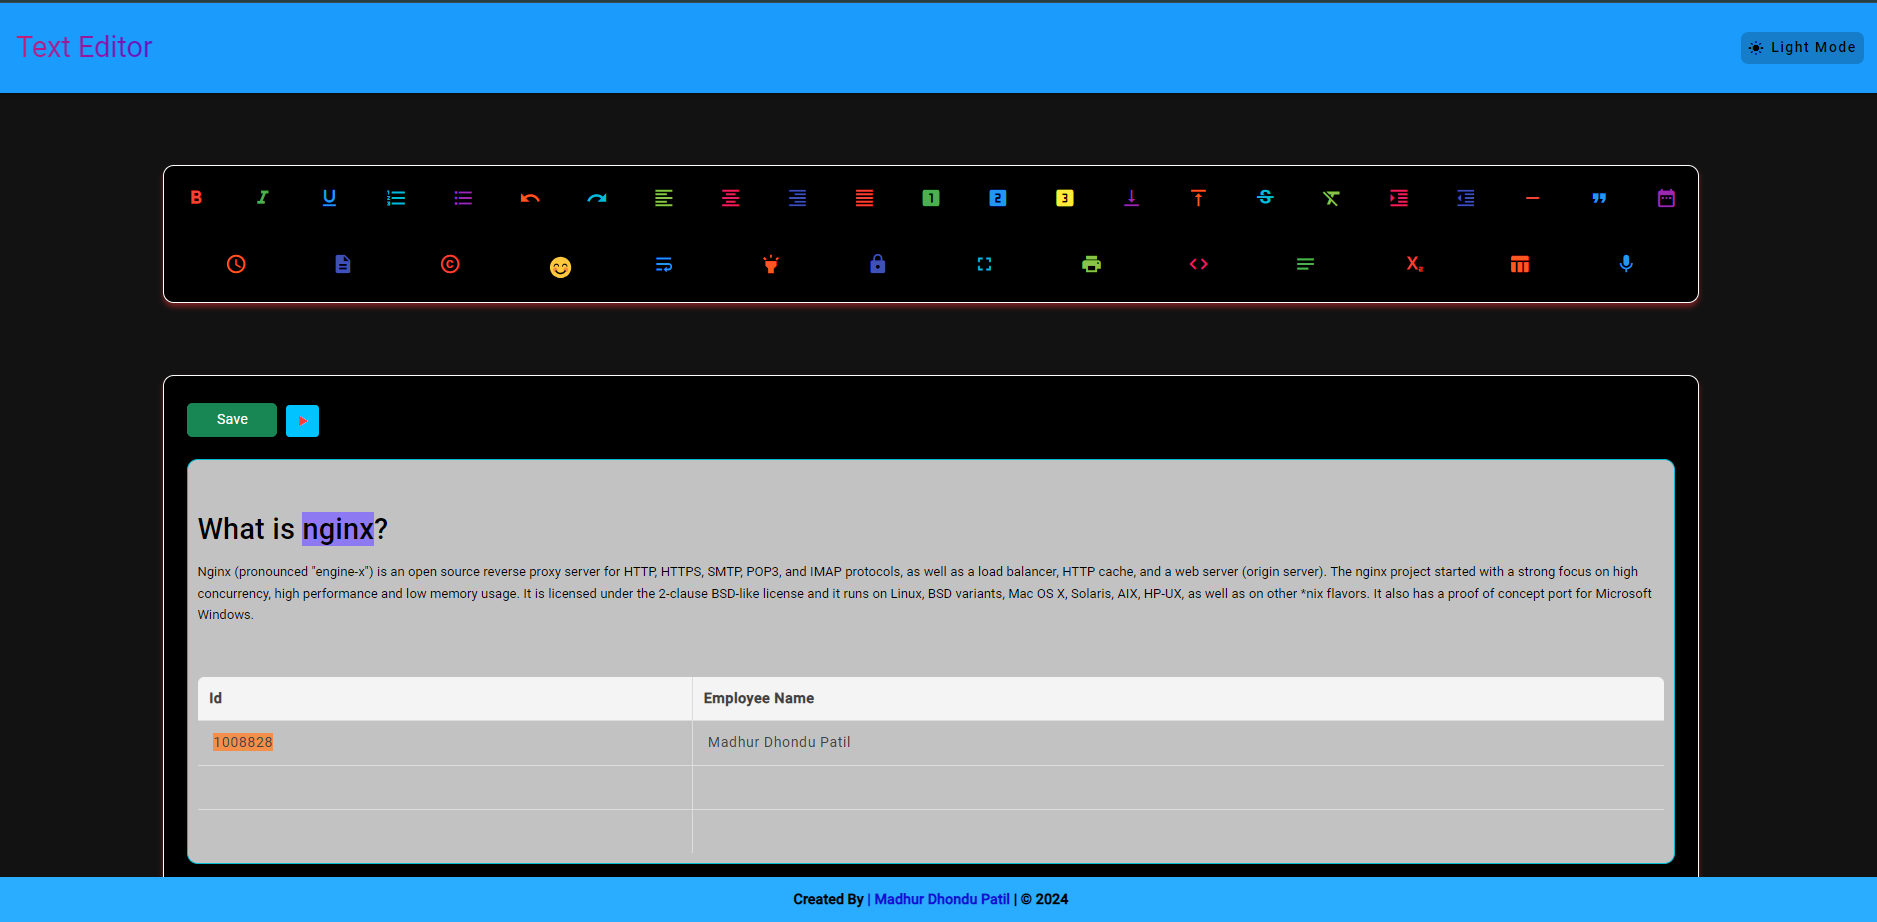 Text Editor
Light Mode
B I U
1 2 3
S
Save
What is nginx?
Nginx (pronounced "engine-x") is an open source reverse proxy server for HTTP, HTTPS, SMTP, POP3, and IMAP protocols, as well as a load balancer, HTTP cache, and a web server (origin server). The nginx project started with a strong focus on high
concurrency, high performance and low memory usage. It is licensed under the 2-clause BSD-like license and it runs on Linux, BSD variants, Mac OS X, Solaris, AIX, HP-UX, as well as on other *nix flavors. It also has a proof of concept port for Microsoft
Windows.
Id Employee Name
1008828 Madhur Dhondu Patil
Created By | Madhur Dhondu Patil | © 2024